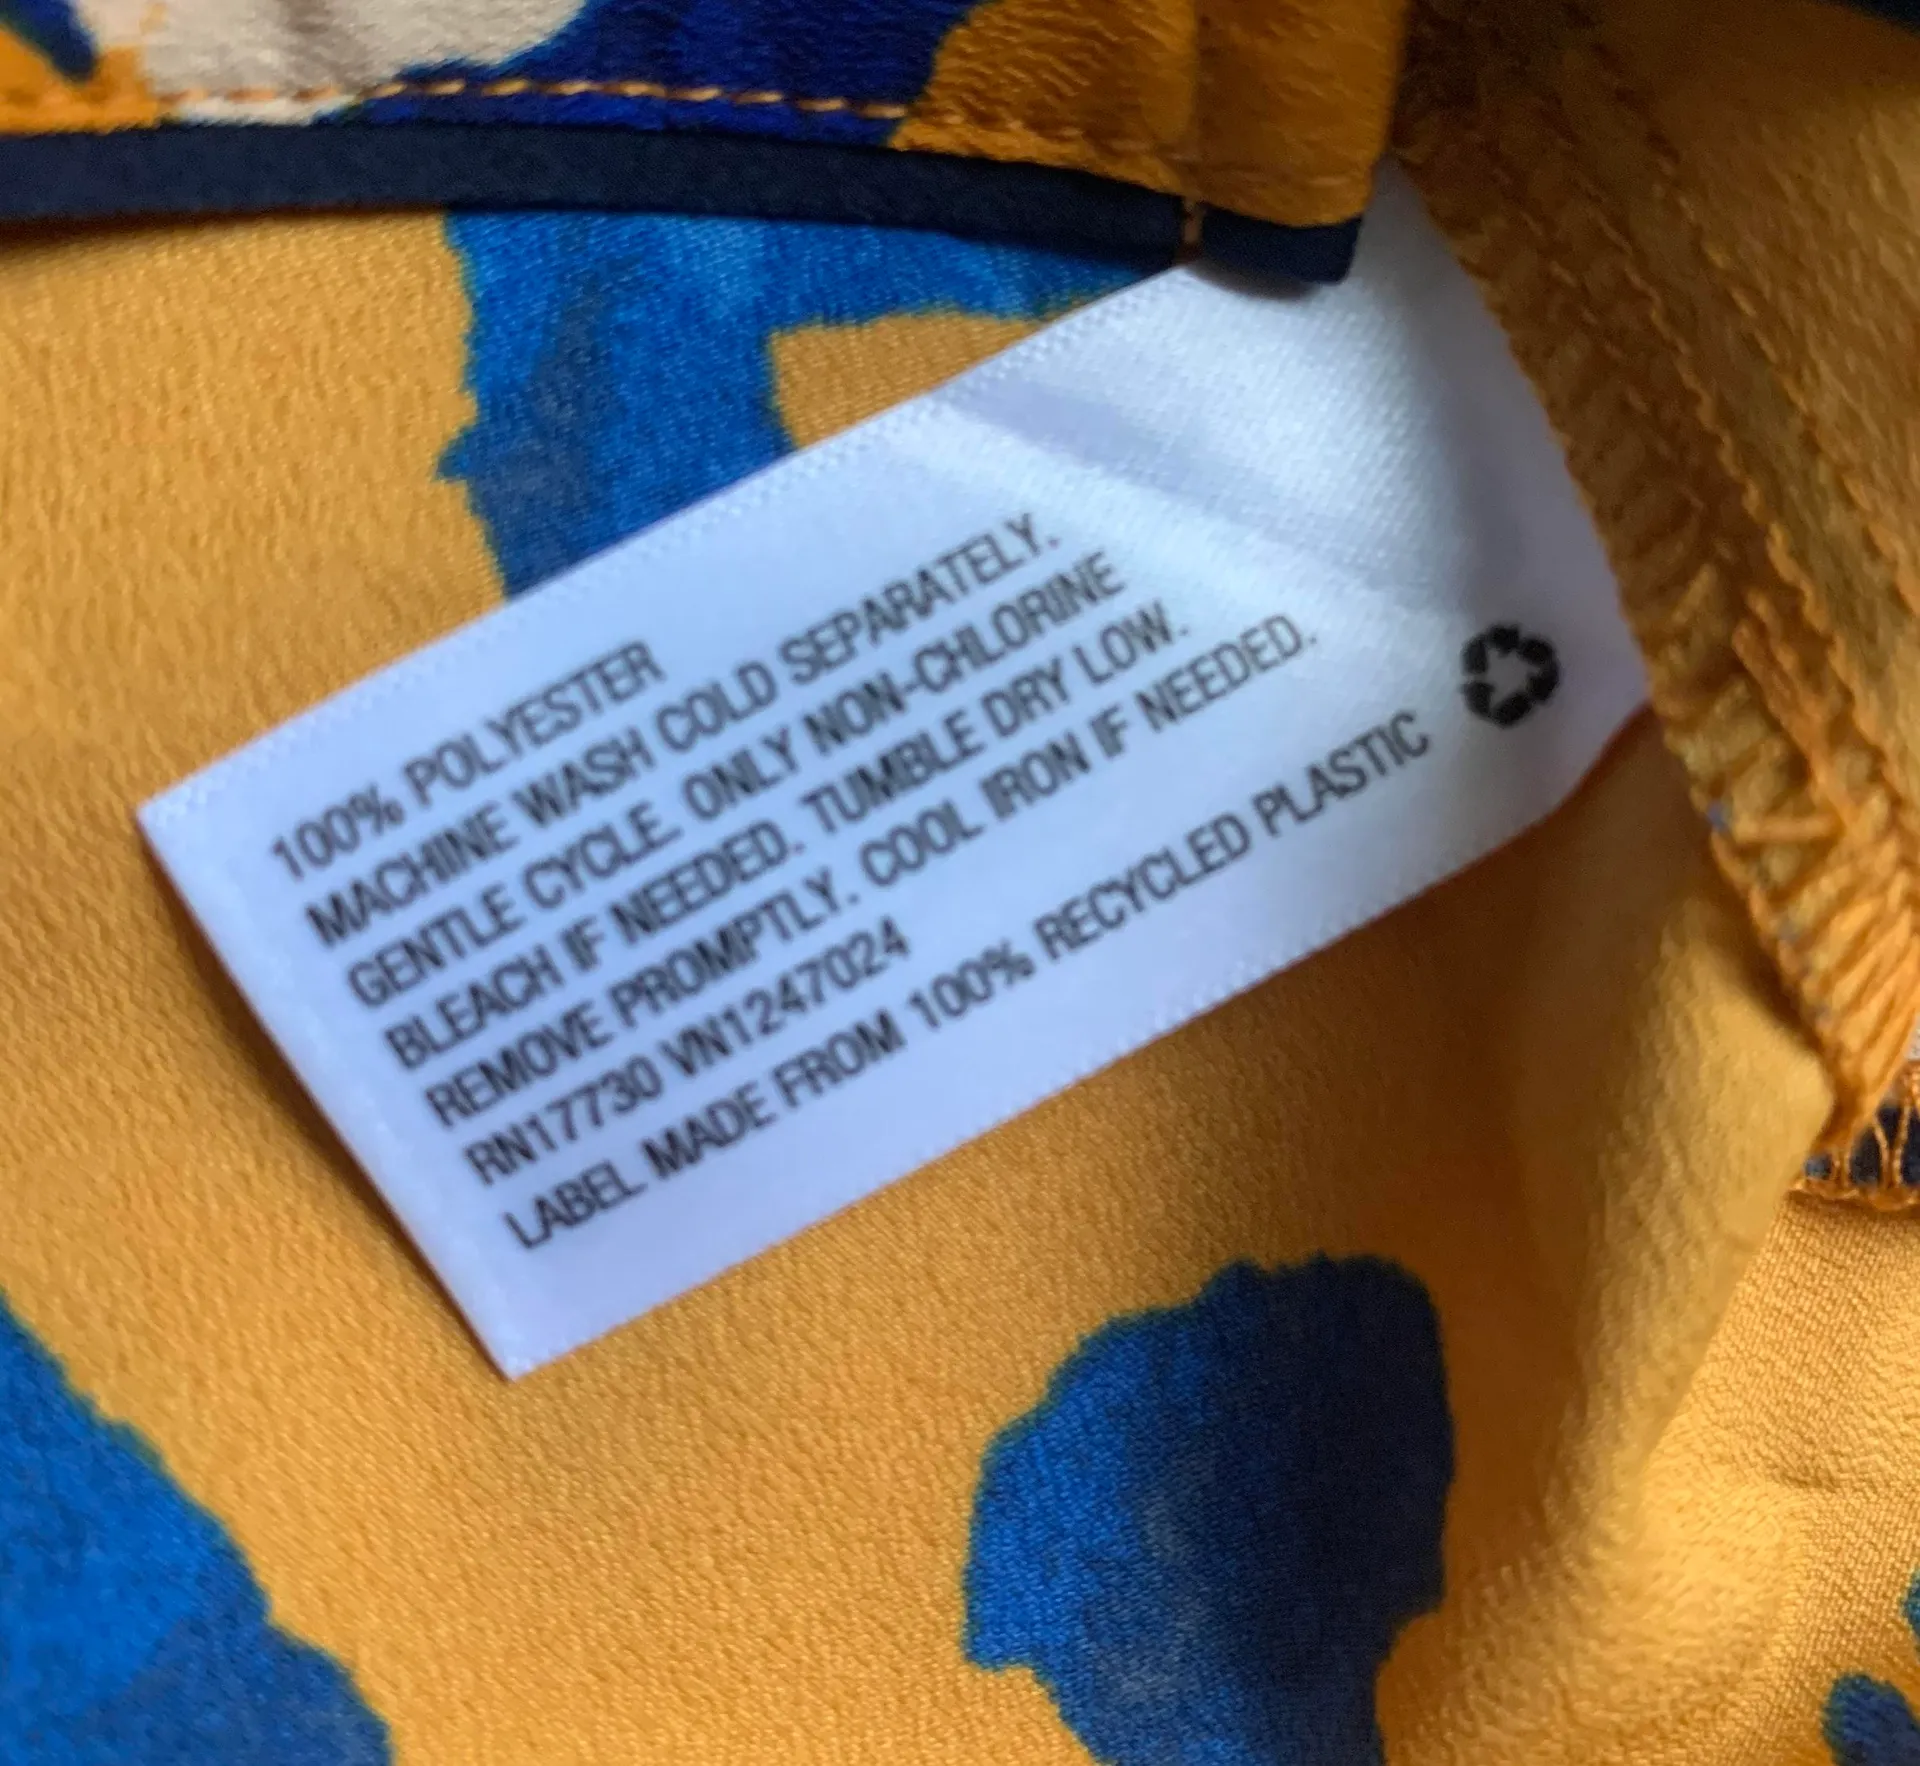 100% POLYESTER
MACHINE WASH COLD SEPARATELY.
GENTLE CYCLE. ONLY NON-CHLORINE
BLEACH IF NEEDED. TUMBLE DRY LOW.
REMOVE PROMPTLY. COOL IRON IF NEEDED.
RN17730 VN1247024
LABEL MADE FROM 100% RECYCLED PLASTIC